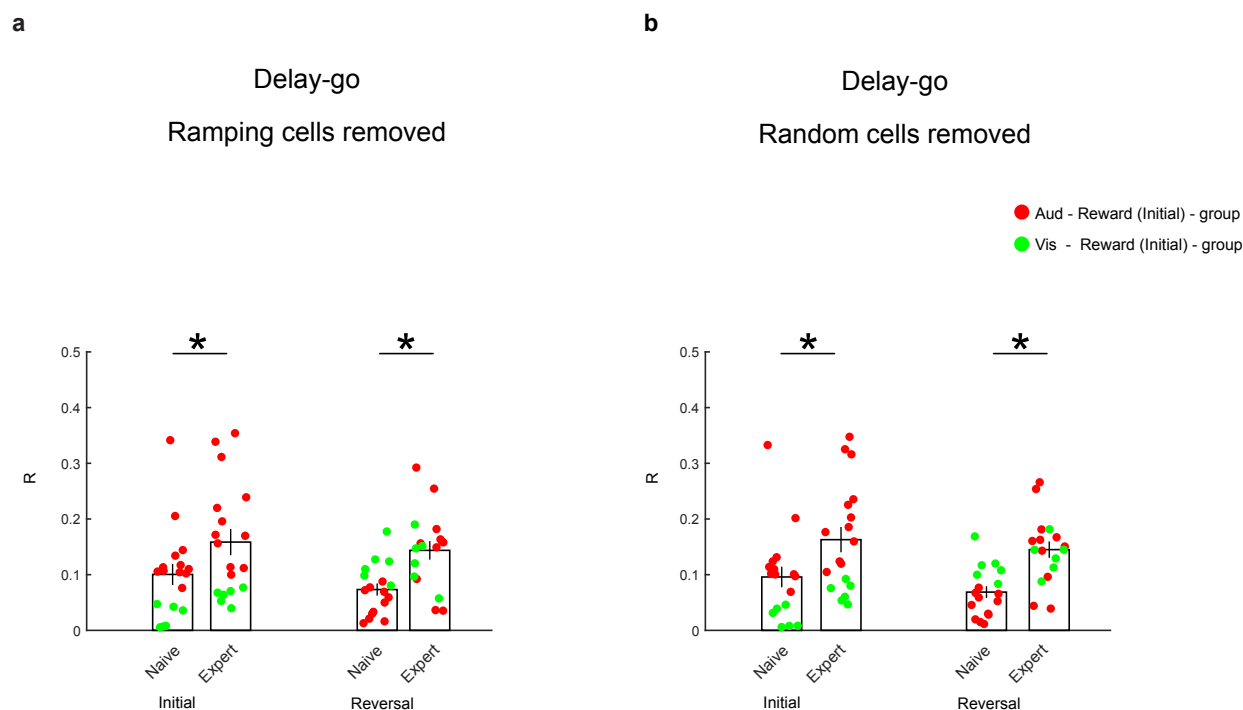 a
Delay-go
Ramping cells removed
*
*
0.5
0.4
0.3
0.2
0.1
0
R
Naive
Expert
Naive
Expert
Initial
Reversal
b
Delay-go
Random cells removed
Aud - Reward (Initial) - group
Vis - Reward (Initial) - group
*
*
0.5
0.4
0.3
0.2
0.1
0
R
Naive
Expert
Naive
Expert
Initial
Reversal